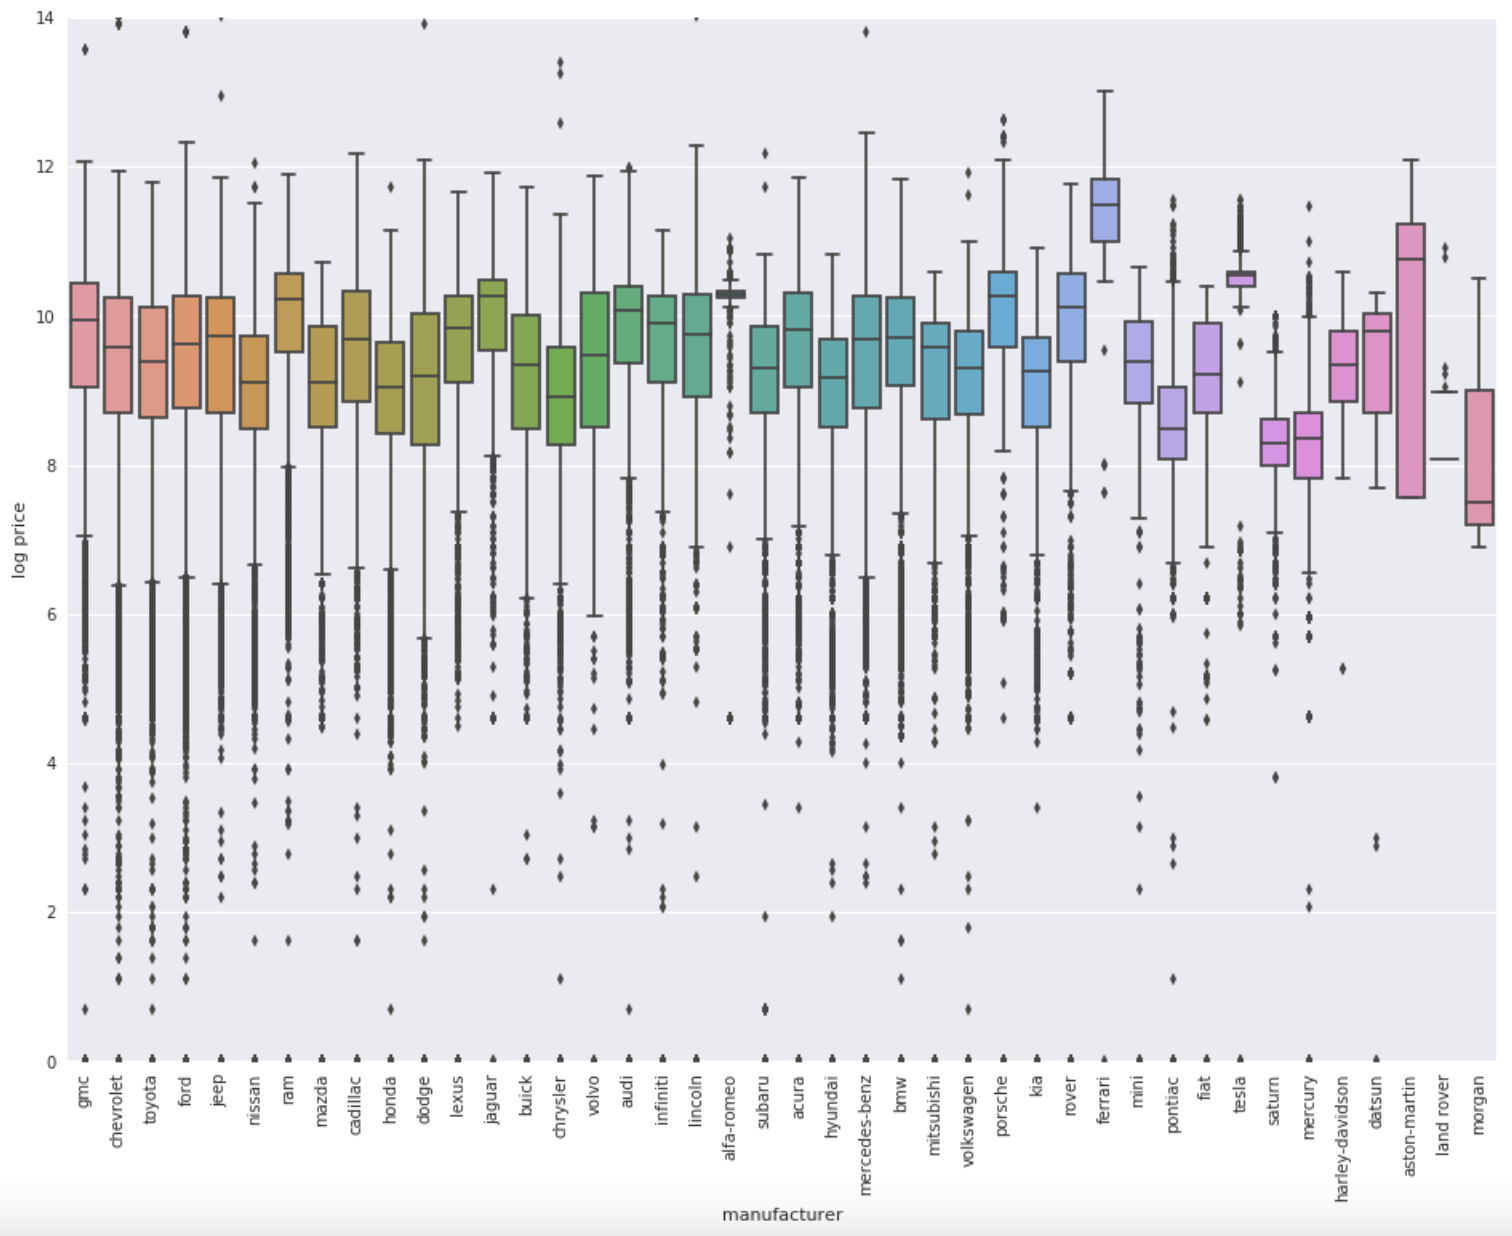 14
12
10
8
6
4
2
0
log price
gmc
chevrolet
toyota
ford
jeep
nissan
ram
mazda
cadillac
honda
dodge
lexus
jaguar
buick
chrysler
volvo
audi
infiniti
lincoln
alfa-romeo
subaru
acura
hyundai
mercedes-benz
bmw
mitsubishi
volkswagen
porsche
kia
rover
ferrari
mini
pontiac
fiat
tesla
saturn
mercury
harley-davidson
datsun
aston-martin
land rover
morgan
manufacturer